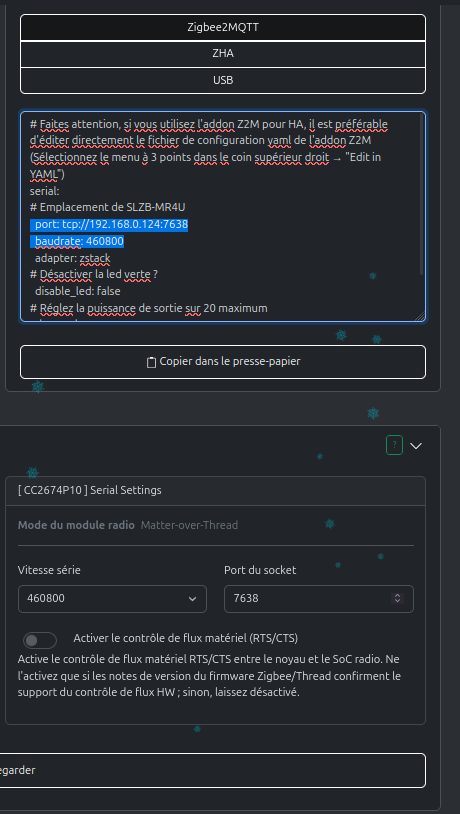 Zigbee2MQTT
ZHA
USB
# Faites attention, si vous utilisez l'addon Z2M pour HA, il est préférable
d'éditer directement le fichier de configuration yaml de l'addon Z2M
(Sélectionnez le menu à 3 points dans le coin supérieur droit → "Edit in
YAML")
serial:
# Emplacement de SLZB-MR4U
port: tcp://192.168.0.124:7638
baudrate: 460800
adapter: zstack
# Désactiver la led verte ?
disable_led: false
# Réglez la puissance de sortie sur 20 maximum
Copier dans le presse-papier
?
[ CC2674P10 ] Serial Settings
Mode du module radio Matter-over-Thread
Vitesse série
Port du socket
460800
7638
Activer le contrôle de flux matériel (RTS/CTS)
Active le contrôle de flux matériel RTS/CTS entre le noyau et le SoC radio. Ne
l'activez que si les notes de version du firmware Zigbee/Thread confirment le
support du contrôle de flux HW ; sinon, laissez désactivé.
egarder